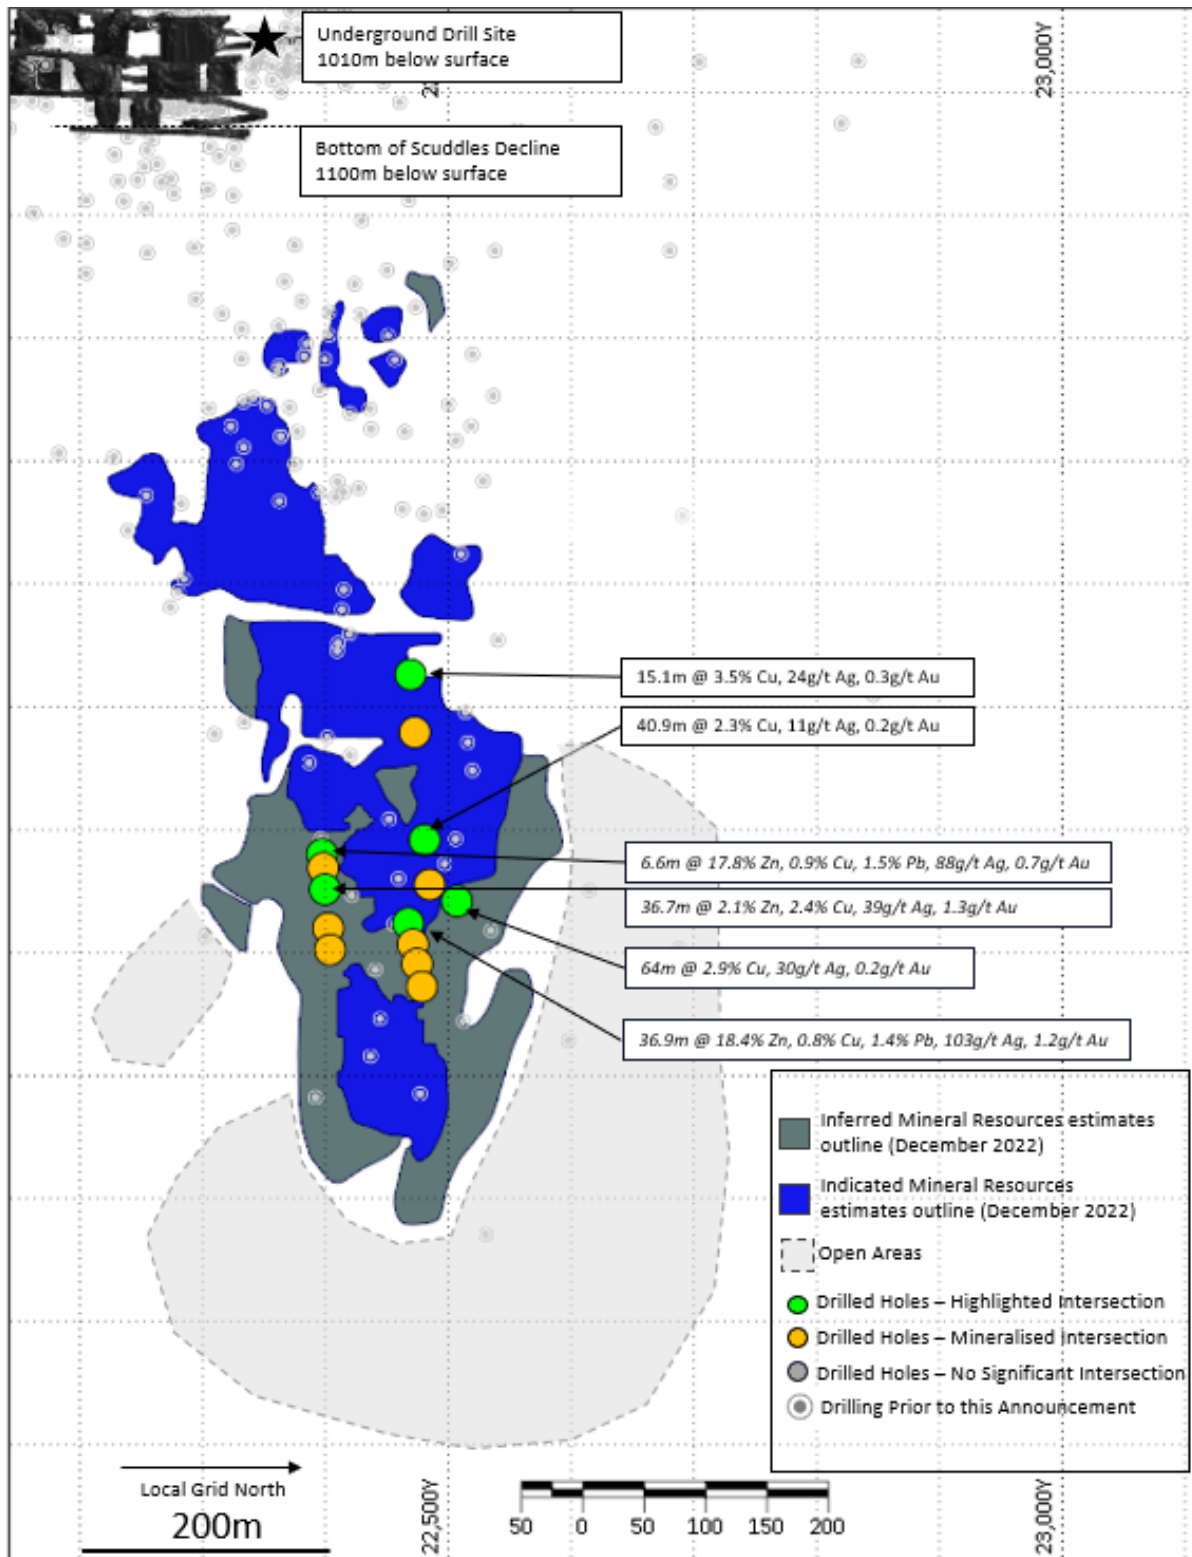 Underground Drill Site
1010m below surface
23,000Y
Bottom of Scuddles Decline
1100m below surface
15.1m @ 3.5% Cu, 24g/t Ag, 0.3g/t Au
40.9m @ 2.3% Cu, 11g/t Ag, 0.2g/t Au
6.6m @ 17.8% Zn, 0.9% Cu, 1.5% Pb, 88g/t Ag, 0.7g/t Au
36.7m @ 2.1% Zn, 2.4% Cu, 39g/t Ag, 1.3g/t Au
64m @ 2.9% Cu, 30g/t Ag, 0.2g/t Au
36.9m @ 18.4% Zn, 0.8% Cu, 1.4% Pb, 103g/t Ag, 1.2g/t Au
Inferred Mineral Resources estimates
outline (December 2022)
Indicated Mineral Resources
estimates outline (December 2022)
Open Areas
Drilled Holes – Highlighted Intersection
Drilled Holes – Mineralised Intersection
Drilled Holes – No Significant Intersection
Drilling Prior to this Announcement
Local Grid North
200m
22,500Y
50 0 50 100 150 200
23,000Y